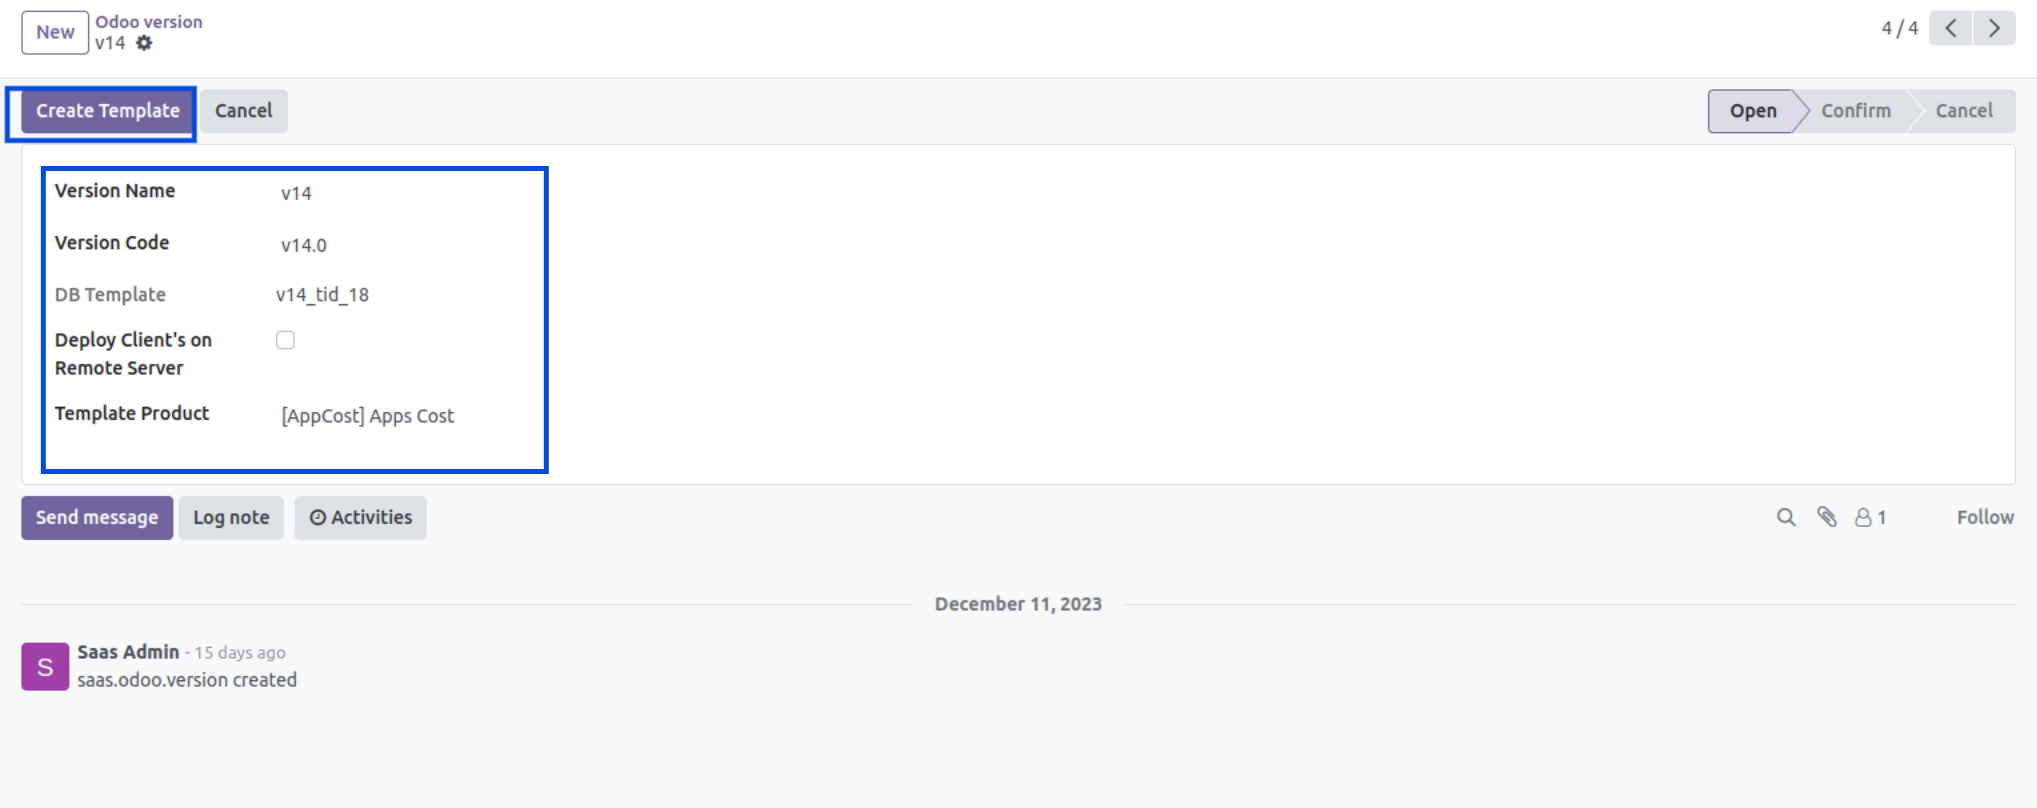 New
Odoo version
v14
4 / 4
Create Template
Cancel
Open
Confirm
Cancel
Version Name
v14
Version Code
v14.0
DB Template
v14_tid_18
Deploy Client's on
Remote Server
Template Product
[AppCost] Apps Cost
Send message
Log note
Activities
1
Follow
December 11, 2023
S
Saas Admin - 15 days ago
saas.odoo.version created